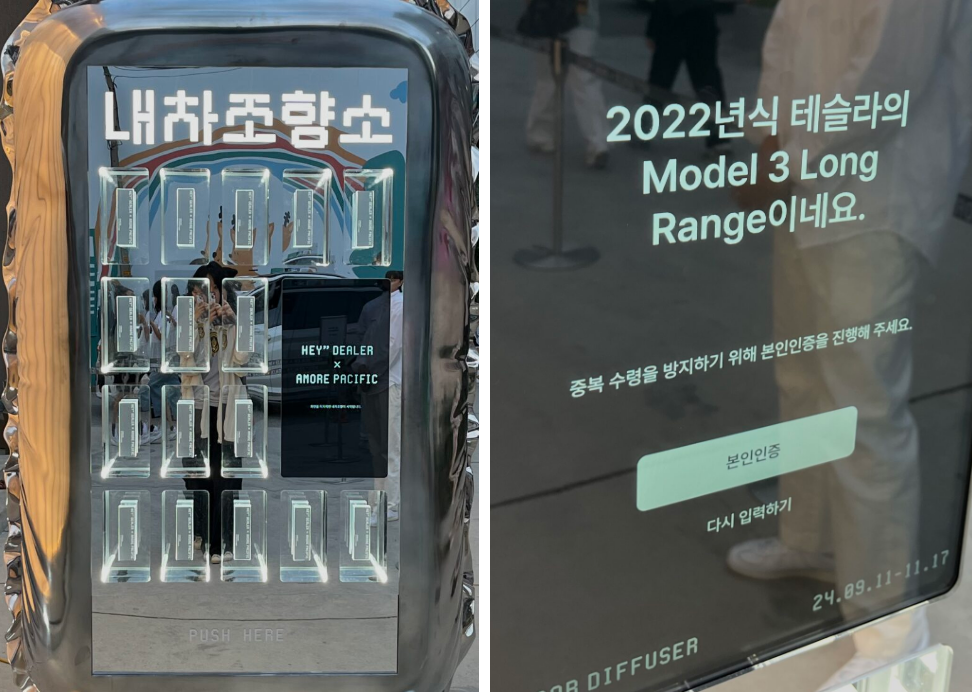 내차조향소
HEY" DEALER
×
AMORE PACIFIC
PUSH HERE
2022년식 테슬라의
Model 3 Long
Range이네요.
중복 수령을 방지하기 위해 본인인증을 진행해 주세요.
본인인증
다시 입력하기
24.09.11-11.17
DIFFUSER